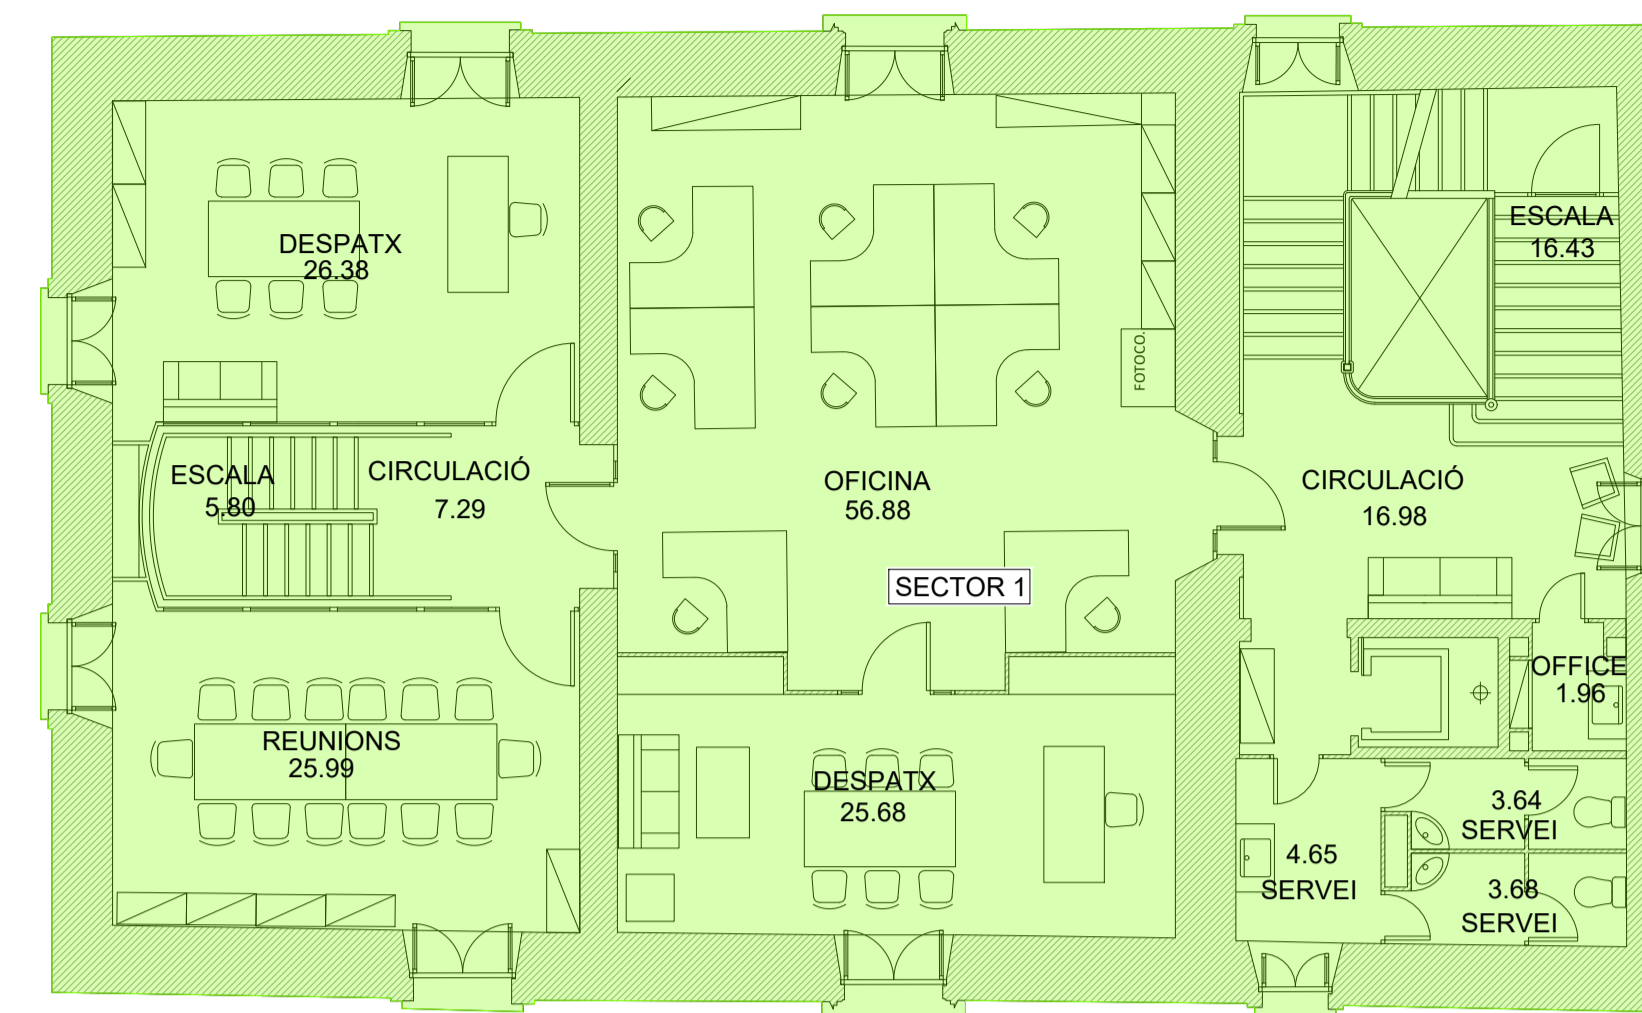 DESPATX
26.38
ESCALA
5.80
CIRCULACIÓ
7.29
REUNIONS
25.99
OFICINA
56.88
FOTOCO.
SECTOR 1
DESPATX
25.68
ESCALA
16.43
CIRCULACIÓ
16.98
OFFICE
1.96
4.65
SERVEI
3.64
SERVEI
3.68
SERVEI